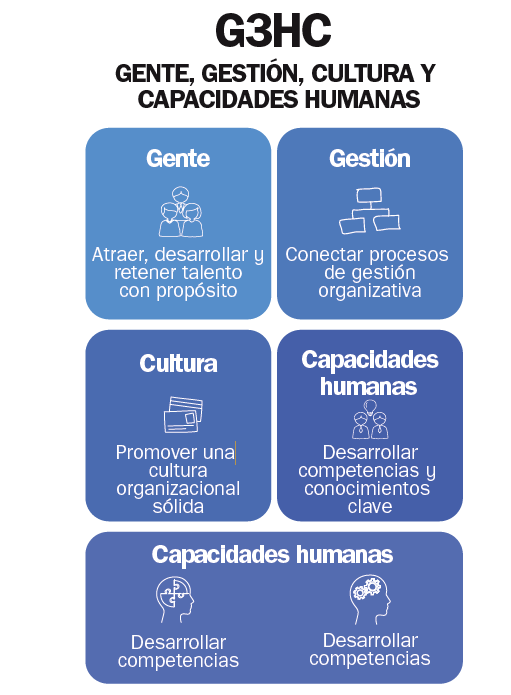 G3HC
GENTE, GESTIÓN, CULTURA Y
CAPACIDADES HUMANAS
Gente
Atraer, desarrollar y
retener talento
con propósito
Gestión
Conectar procesos
de gestión
organizativa
Cultura
Promover una
cultura
organizacional
sólida
Capacidades
humanas
Desarrollar
competencias y
conocimientos
clave
Capacidades humanas
Desarrollar
competencias
Desarrollar
competencias